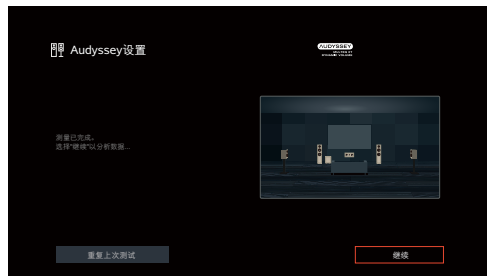 Audyssey设置
AUDYSSEY
测量已完成。
选择“继续”以分析数据...
重复上次测试
继续